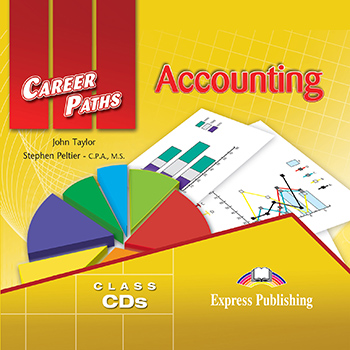 CAREER
PATHS
Accounting
John Taylor
Stephen Peltier - C.P.A., M.S.
CLASS
CDs
Express Publishing